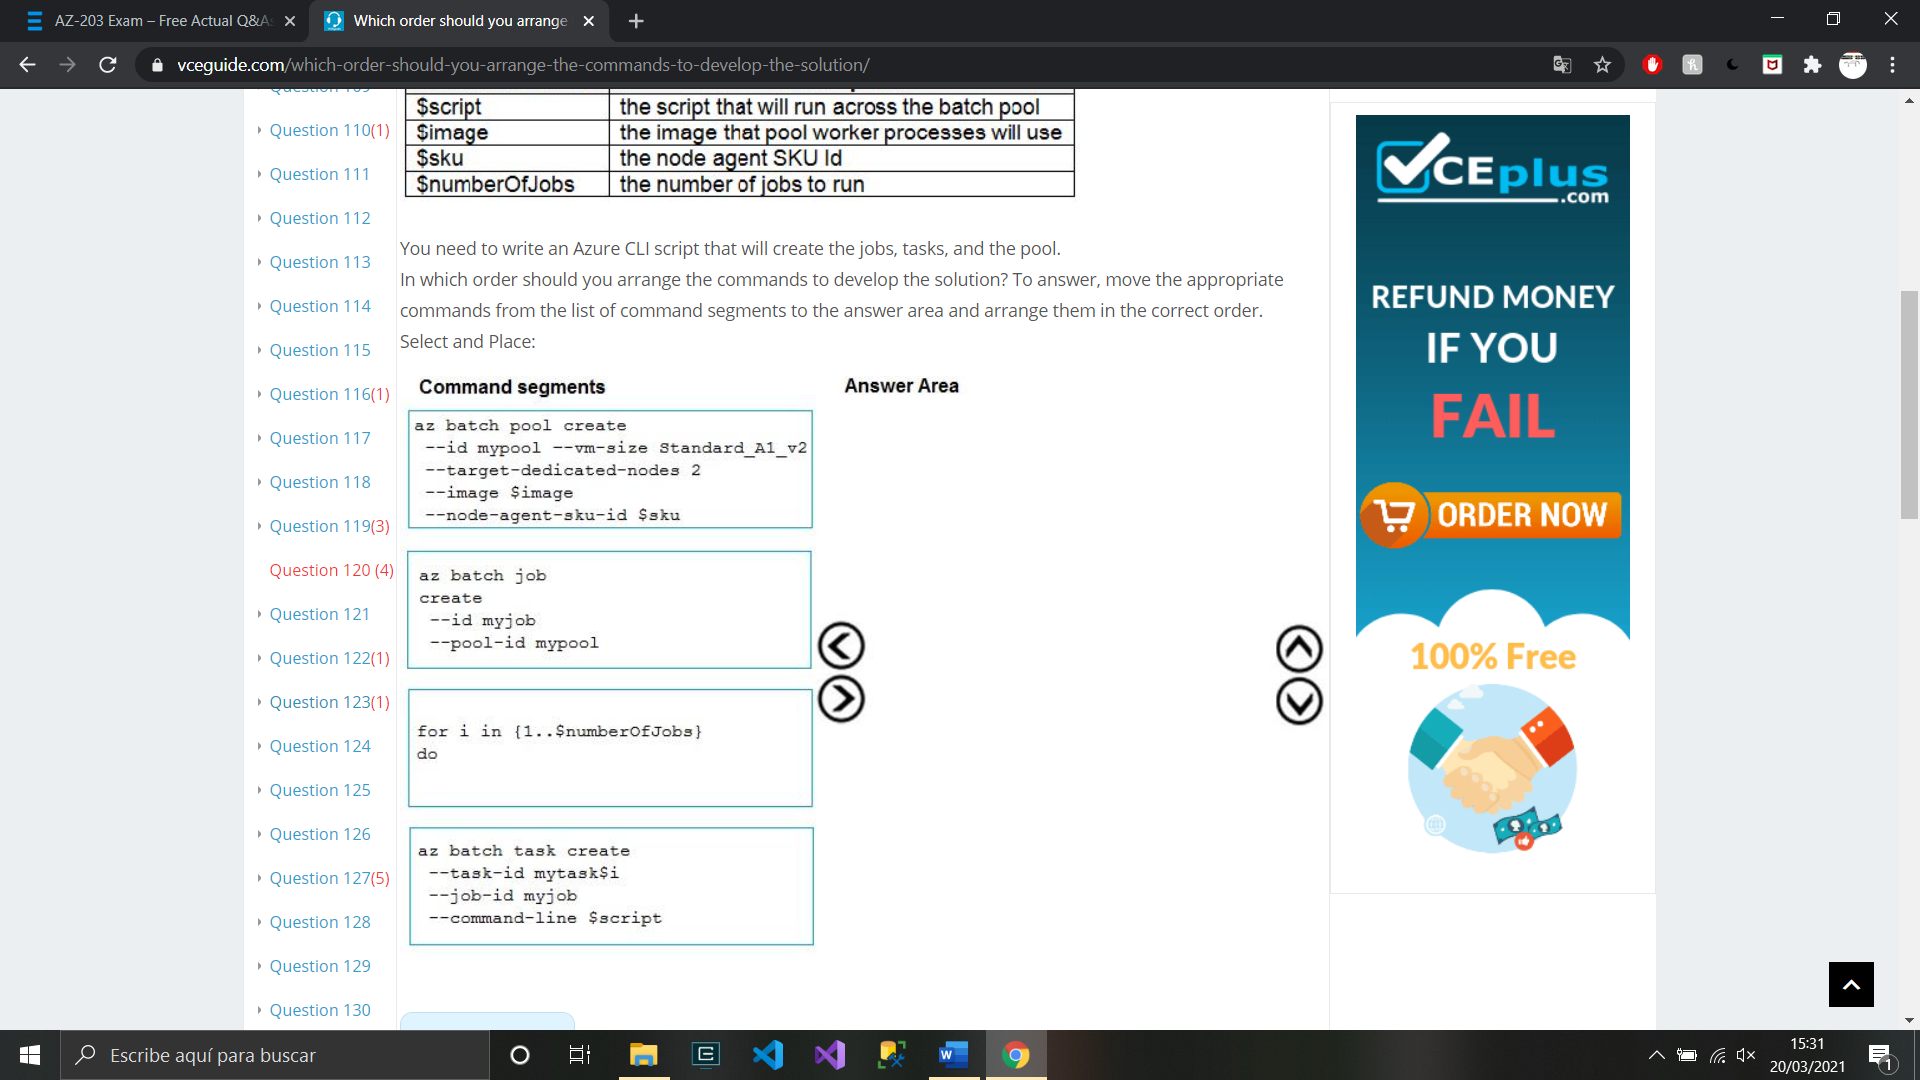 AZ-203 Exam – Free Actual Q&As
Which order should you arrange
vceguide.com/which-order-should-you-arrange-the-commands-to-develop-the-solution/
Question 110(1)
Question 111
Question 112
Question 113
Question 114
Question 115
Question 116(1)
Question 117
Question 118
Question 119(3)
Question 120 (4)
Question 121
Question 122(1)
Question 123(1)
Question 124
Question 125
Question 126
Question 127(5)
Question 128
Question 129
Question 130
$script the script that will run across the batch pool
$image the image that pool worker processes will use
$sku the node agent SKU Id
$numberOfJobs the number of jobs to run
You need to write an Azure CLI script that will create the jobs, tasks, and the pool.
In which order should you arrange the commands to develop the solution? To answer, move the appropriate
commands from the list of command segments to the answer area and arrange them in the correct order.
Select and Place:
Command segments
Answer Area
az batch pool create
--id mypool --vm-size Standard_A1_v2
--target-dedicated-nodes 2
--image $image
--node-agent-sku-id $sku
az batch job
create
--id myjob
--pool-id mypool
for i in {1..$numberOfJobs}
do
az batch task create
--task-id mytask$i
--job-id myjob
--command-line $script
VCEplus
.com
REFUND MONEY
IF YOU
FAIL
ORDER NOW
100% Free
Escribe aquí para buscar
15:31
20/03/2021
1